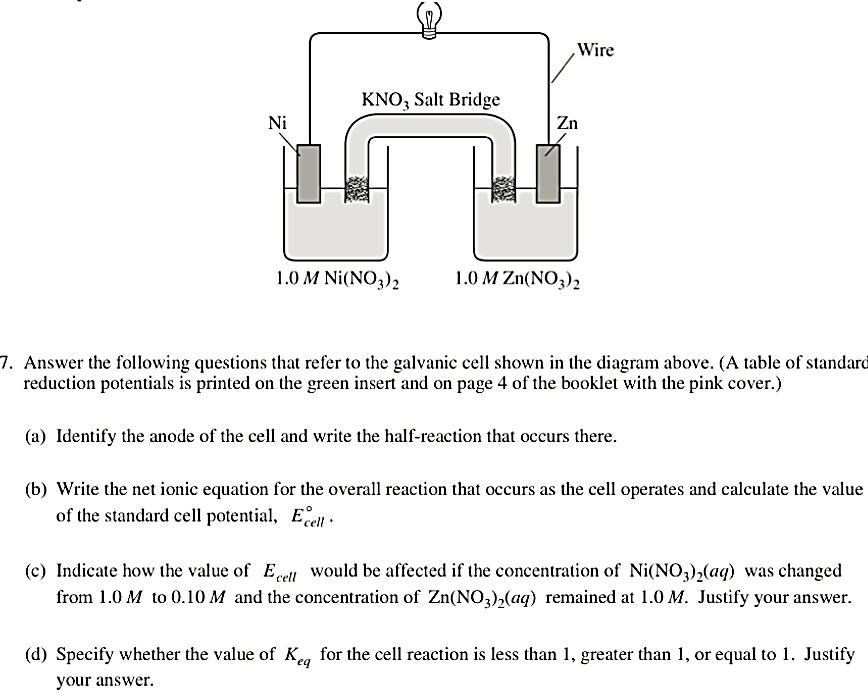 Wire
KNO₃ Salt Bridge
Ni
Zn
1.0 M Ni(NO₃)₂
1.0 M Zn(NO₃)₂
7. Answer the following questions that refer to the galvanic cell shown in the diagram above. (A table of standard
reduction potentials is printed on the green insert and on page 4 of the booklet with the pink cover.)
(a) Identify the anode of the cell and write the half-reaction that occurs there.
(b) Write the net ionic equation for the overall reaction that occurs as the cell operates and calculate the value
of the standard cell potential, E°cell .
(c) Indicate how the value of Ecell would be affected if the concentration of Ni(NO₃)₂(aq) was changed
from 1.0 M to 0.10 M and the concentration of Zn(NO₃)₂(aq) remained at 1.0 M. Justify your answer.
(d) Specify whether the value of Keq for the cell reaction is less than 1, greater than 1, or equal to 1. Justify
your answer.